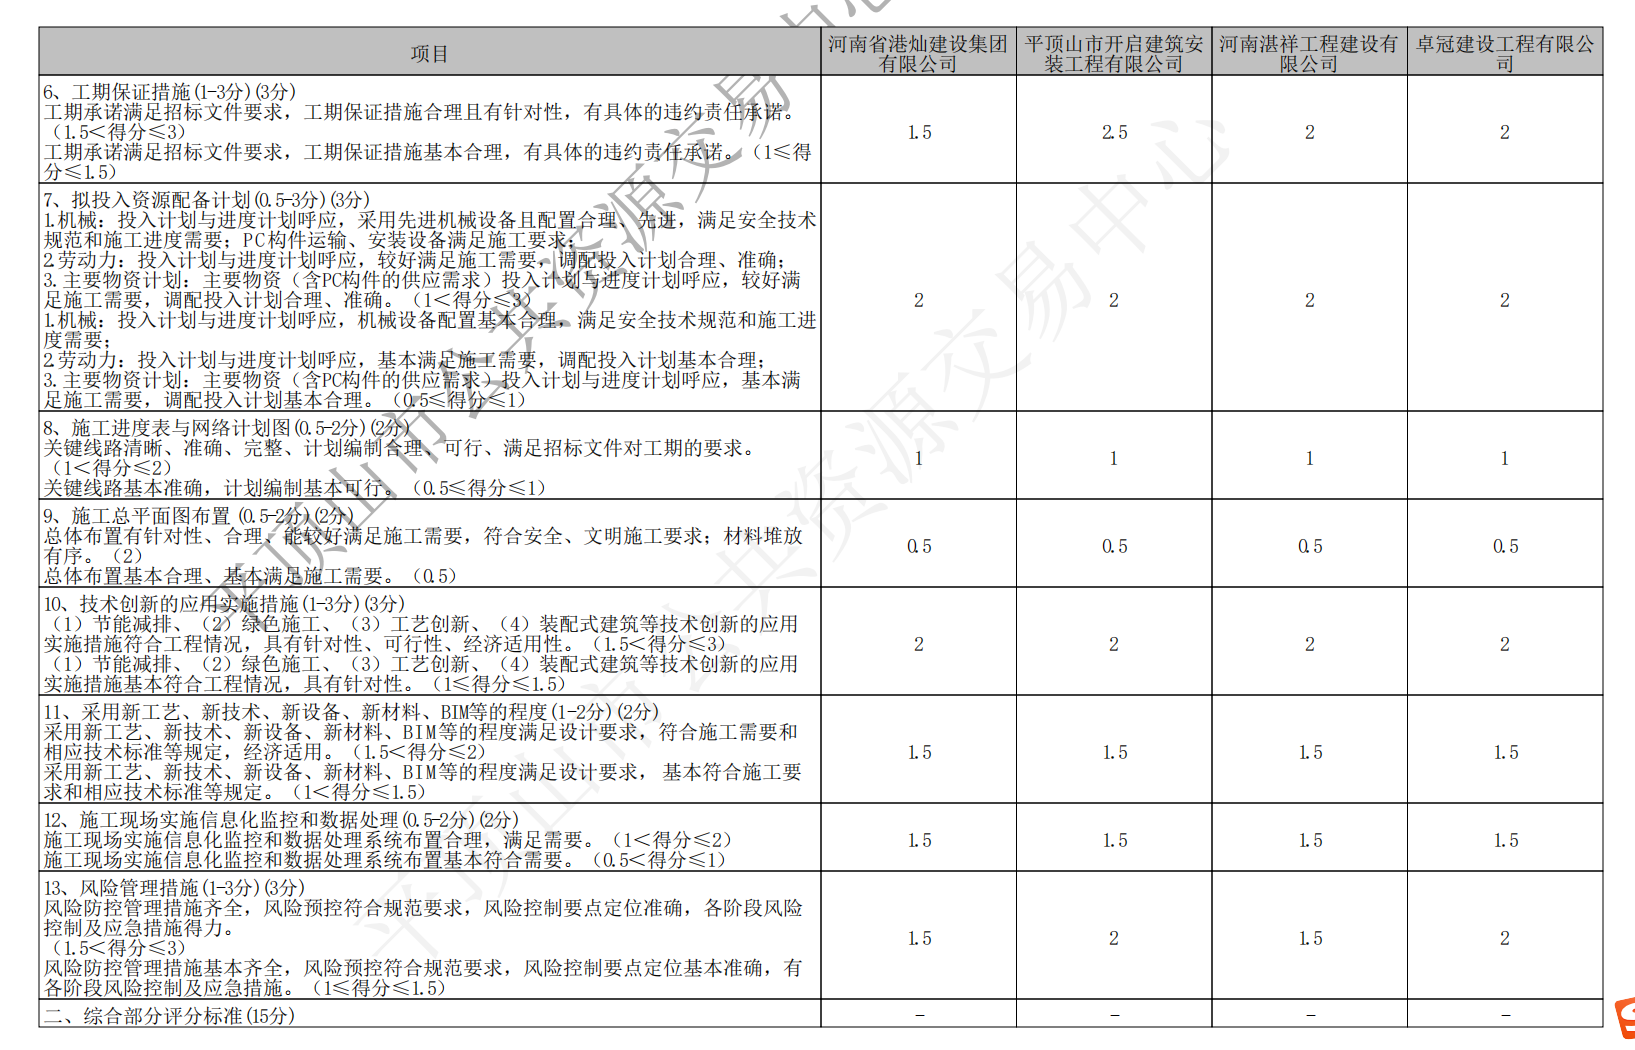 项目
河南省港灿建设集团
有限公司
平顶山市开启建筑安
装工程有限公司
河南湛祥工程建设有
限公司
卓冠建设工程有限公
司
6、工期保证措施(1-3分)(3分)
工期承诺满足招标文件要求，工期保证措施合理且有针对性，有具体的违约责任承诺。
（1.5＜得分≤3）
工期承诺满足招标文件要求，工期保证措施基本合理，有具体的违约责任承诺。（1≤得
分≤1.5）
1.5
2.5
2
2
7、拟投入资源配备计划(0.5-3分)(3分)
1.机械：投入计划与进度计划呼应，采用先进机械设备且配置合理、先进，满足安全技术
规范和施工进度需要；PC构件运输、安装设备满足施工要求；
2.劳动力：投入计划与进度计划呼应，较好满足施工需要，调配投入计划合理、准确；
3.主要物资计划：主要物资（含PC构件的供应需求）投入计划与进度计划呼应，较好满
足施工需要，调配投入计划合理、准确。（1＜得分≤3）
1.机械：投入计划与进度计划呼应，机械设备配置基本合理，满足安全技术规范和施工进
度需要；
2.劳动力：投入计划与进度计划呼应，基本满足施工需要，调配投入计划基本合理；
3.主要物资计划：主要物资（含PC构件的供应需求）投入计划与进度计划呼应，基本满
足施工需要，调配投入计划基本合理。（0.5≤得分≤1）
2
2
2
2
8、施工进度表与网络计划图(0.5-2分)(2分)
关键线路清晰、准确、完整、计划编制合理、可行、满足招标文件对工期的要求。
（1＜得分≤2）
关键线路基本准确，计划编制基本可行。（0.5≤得分≤1）
1
1
1
1
9、施工总平面图布置(0.5-2分)(2分)
总体布置有针对性、合理、能较好满足施工需要，符合安全、文明施工要求；材料堆放
有序。（2）
总体布置基本合理、基本满足施工需要。（0.5）
0.5
0.5
0.5
0.5
10、技术创新的应用实施措施(1-3分)(3分)
（1）节能减排、（2）绿色施工、（3）工艺创新、（4）装配式建筑等技术创新的应用
实施措施符合工程情况，具有针对性、可行性、经济适用性。（1.5＜得分≤3）
（1）节能减排、（2）绿色施工、（3）工艺创新、（4）装配式建筑等技术创新的应用
实施措施基本符合工程情况，具有针对性。（1≤得分≤1.5）
2
2
2
2
11、采用新工艺、新技术、新设备、新材料、BIM等的程度(1-2分)(2分)
采用新工艺、新技术、新设备、新材料、BIM等的程度满足设计要求，符合施工需要和
相应技术标准等规定，经济适用。（1.5＜得分≤2）
采用新工艺、新技术、新设备、新材料、BIM等的程度满足设计要求，基本符合施工要
求和相应技术标准等规定。（1＜得分≤1.5）
1.5
1.5
1.5
1.5
12、施工现场实施信息化监控和数据处理(0.5-2分)(2分)
施工现场实施信息化监控和数据处理系统布置合理，满足需要。（1＜得分≤2）
施工现场实施信息化监控和数据处理系统布置基本符合需要。（0.5＜得分≤1）
1.5
1.5
1.5
1.5
13、风险管理措施(1-3分)(3分)
风险防控管理措施齐全，风险预控符合规范要求，风险控制要点定位准确，各阶段风险
控制及应急措施得力。
（1.5＜得分≤3）
风险防控管理措施基本齐全，风险预控符合规范要求，风险控制要点定位基本准确，有
各阶段风险控制及应急措施。（1≤得分≤1.5）
1.5
2
1.5
2
二、综合部分评分标准(15分)
-
-
-
-
平顶山市公共资源交易中心
平顶山市公共资源交易中心